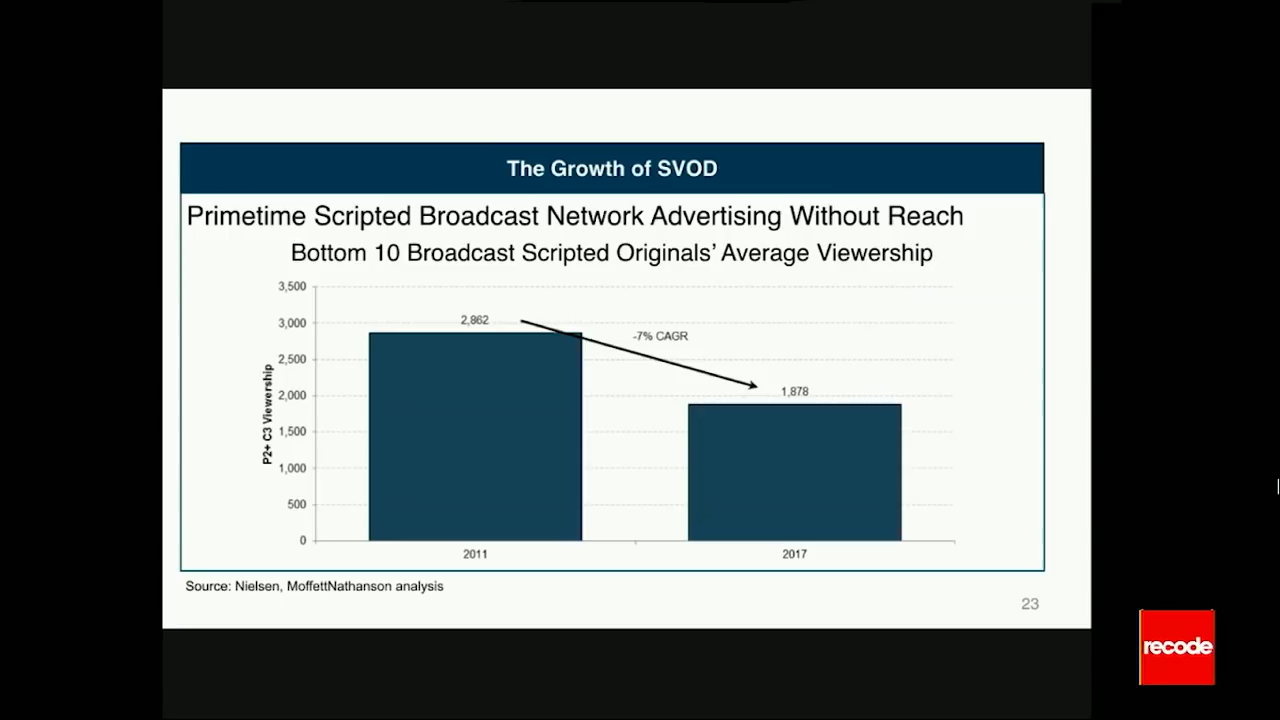 The Growth of SVOD
Primetime Scripted Broadcast Network Advertising Without Reach
Bottom 10 Broadcast Scripted Originals' Average Viewership
P2+ C3 Viewership
3,500
3,000
2,500
2,000
1,500
1,000
500
0
2,862
-7% CAGR
1,878
2011
2017
Source: Nielsen, MoffettNathanson analysis
23
recode